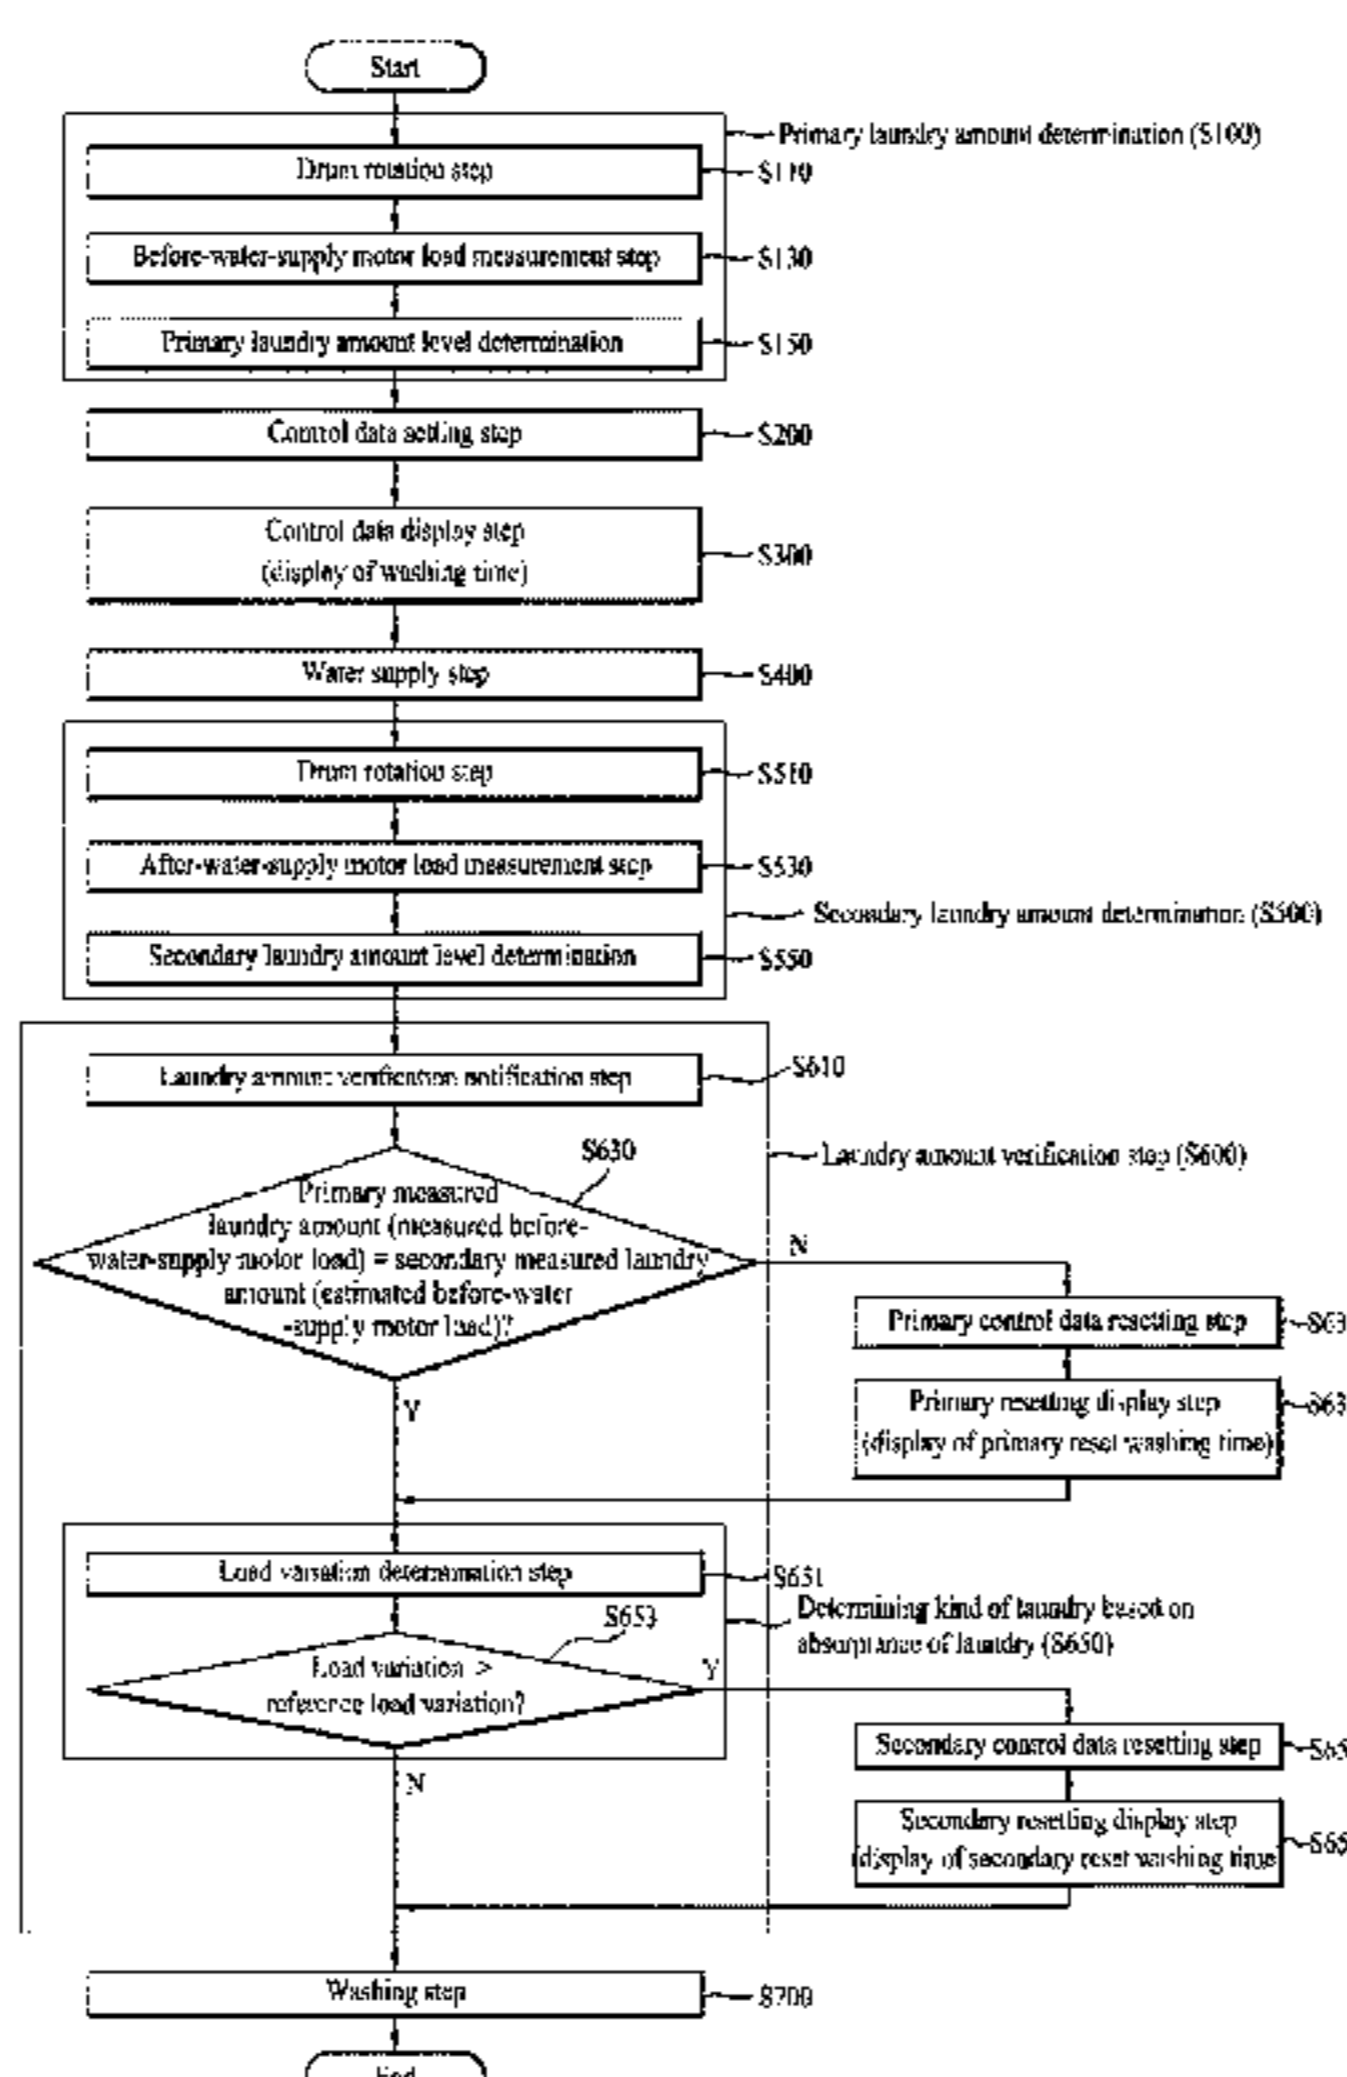 Start
Primary laundry amount determination (S100)
Drum rotation step
S110
Before-water-supply motor load measurement step
S130
Primary laundry amount level determination
S150
Control data setting step
S200
Control data display step
(display of washing time)
S300
Water supply step
S400
Drum rotation step
S510
After-water-supply motor load measurement step
S530
Secondary laundry amount determination (S500)
Secondary laundry amount level determination
S550
Laundry amount verification notification step
S610
S630
Laundry amount verification step (S600)
Primary measured
laundry amount (measured before-
water-supply motor load) = secondary measured laundry
amount (estimated before-water
-supply motor load)?
N
Primary control data resetting step
S63
Primary resetting display step
S63
(display of primary reset washing time)
Y
Load variation determination step
S651
S653
Determining kind of laundry based on
absorptance of laundry (S650)
Load variation >
reference load variation?
Y
Secondary control data resetting step
S65
N
Secondary resetting display step
S65
(display of secondary reset washing time
Washing step
S700
End